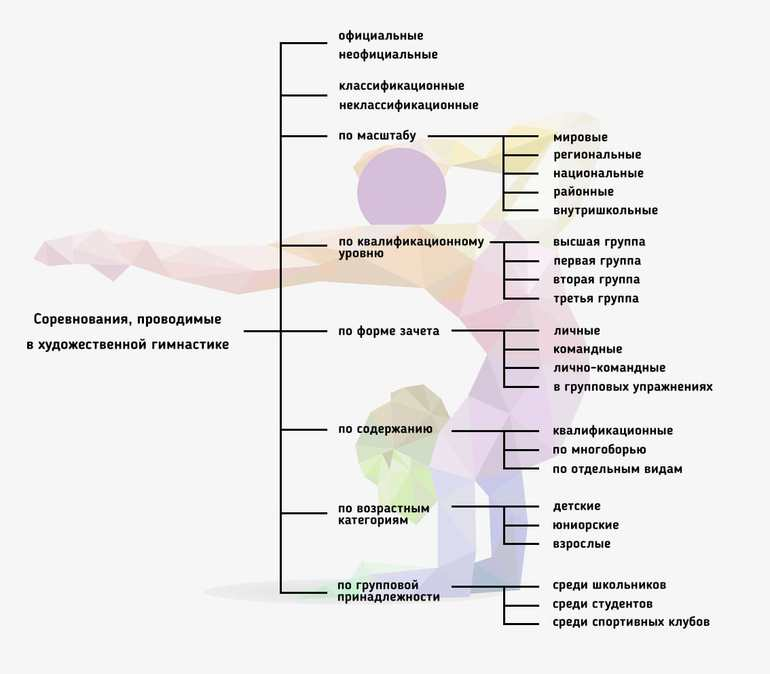 Соревнования, проводимые
в художественной гимнастике
официальные
неофициальные
классификационные
неклассификационные
по масштабу
мировые
региональные
национальные
районные
внутришкольные
по квалификационному
уровню
высшая группа
первая группа
вторая группа
третья группа
по форме зачета
личные
командные
лично-командные
в групповых упражнениях
по содержанию
квалификационные
по многоборью
по отдельным видам
по возрастным
категориям
детские
юниорские
взрослые
по групповой
принадлежности
среди школьников
среди студентов
среди спортивных клубов